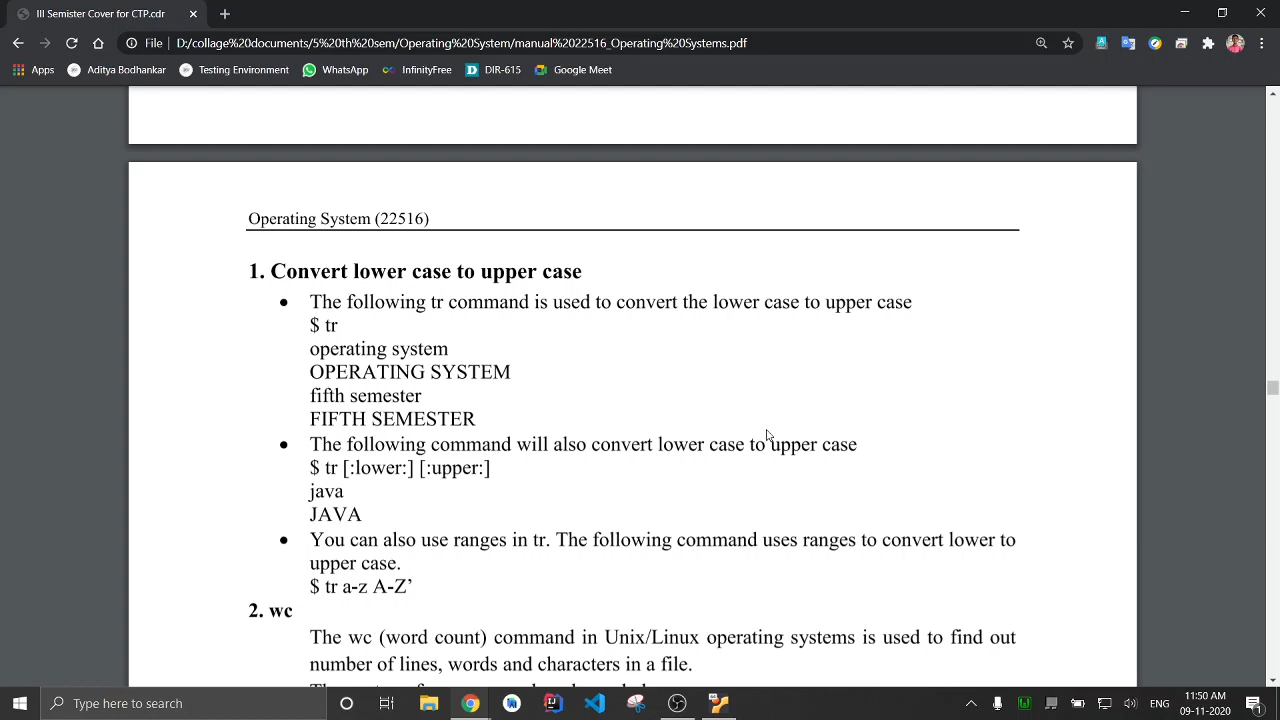 III Semester Cover for CTP.cdr
File | D:/collage%20documents/5%20th%20sem/Operating%20System/manual%2022516_Operating%20Systems.pdf
Apps Aditya Bodhankar Testing Environment WhatsApp InfinityFree DIR-615 Google Meet
Operating System (22516)
1. Convert lower case to upper case
• The following tr command is used to convert the lower case to upper case
$ tr
operating system
OPERATING SYSTEM
fifth semester
FIFTH SEMESTER
• The following command will also convert lower case to upper case
$ tr [:lower:] [:upper:]
java
JAVA
• You can also use ranges in tr. The following command uses ranges to convert lower to
upper case.
$ tr a-z A-Z’
2. wc
The wc (word count) command in Unix/Linux operating systems is used to find out
number of lines, words and characters in a file.
Type here to search
ENG
11:50 AM
09-11-2020